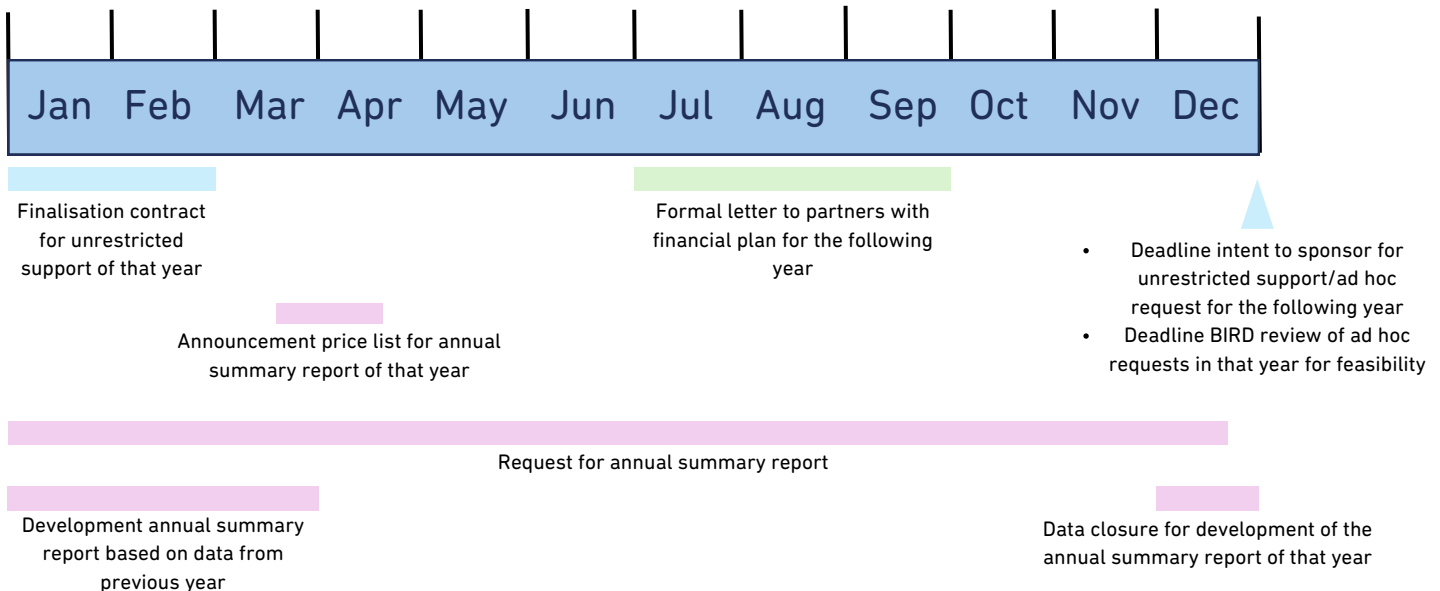 Jan Feb Mar Apr May Jun Jul Aug Sep Oct Nov Dec
Finalisation contract
for unrestricted
support of that year
Formal letter to partners with
financial plan for the following
year
• Deadline intent to sponsor for
unrestricted support/ad hoc
request for the following year
• Deadline BIRD review of ad hoc
requests in that year for feasibility
Announcement price list for annual
summary report of that year
Request for annual summary report
Development annual summary
report based on data from
previous year
Data closure for development of the
annual summary report of that year